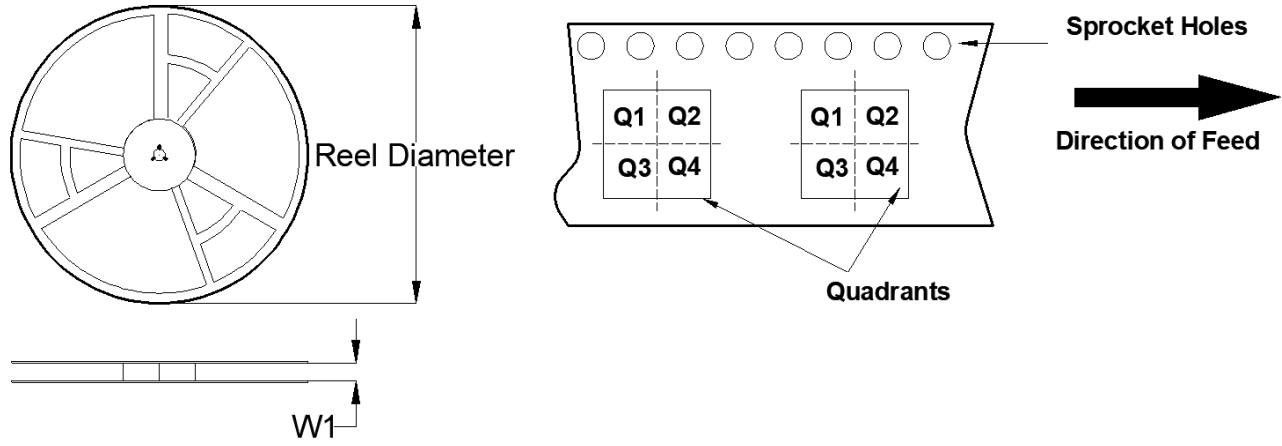 Reel Diameter
W1
Sprocket Holes
Direction of Feed
Q1 Q2 Q1 Q2
Q3 Q4 Q3 Q4
Quadrants